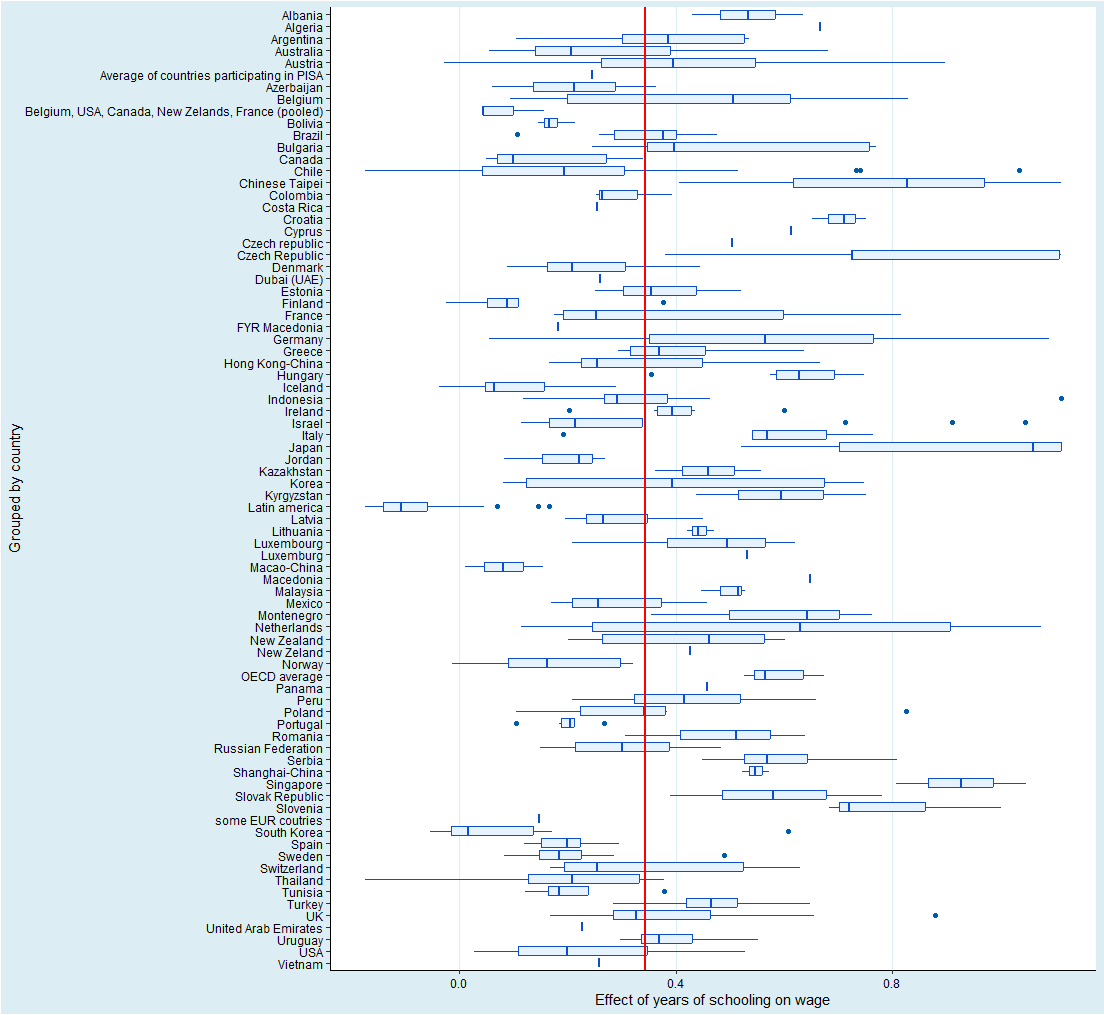 Albania
Algeria
Argentina
Australia
Austria
Average of countries participating in PISA
Azerbaijan
Belgium
Belgium, USA, Canada, New Zelands, France (pooled)
Bolivia
Brazil
Bulgaria
Canada
Chile
Chinese Taipei
Colombia
Costa Rica
Croatia
Cyprus
Czech republic
Czech Republic
Denmark
Dubai (UAE)
Estonia
Finland
France
FYR Macedonia
Germany
Greece
Hong Kong-China
Hungary
Iceland
Indonesia
Ireland
Israel
Italy
Japan
Jordan
Kazakhstan
Korea
Kyrgyzstan
Latin america
Latvia
Lithuania
Luxembourg
Luxemburg
Macao-China
Macedonia
Malaysia
Mexico
Montenegro
Netherlands
New Zealand
New Zeland
Norway
OECD average
Panama
Peru
Poland
Portugal
Romania
Russian Federation
Serbia
Shanghai-China
Singapore
Slovak Republic
Slovenia
some EUR coutries
South Korea
Spain
Sweden
Switzerland
Thailand
Tunisia
Turkey
UK
United Arab Emirates
Uruguay
USA
Vietnam
Grouped by country
0.0 0.4 0.8
Effect of years of schooling on wage